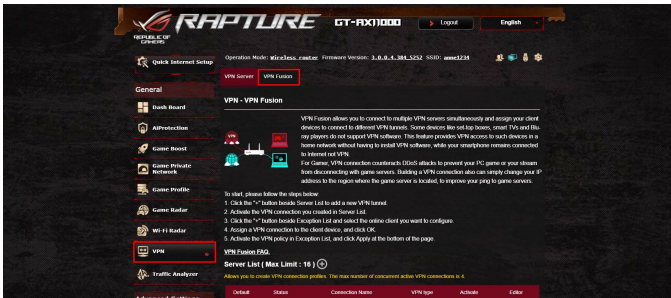 REPUBLIC OF
GAMERS
RAPTURE
GT-AX11000
Logout
English
Quick Internet Setup
Operation Mode: Wireless router Firmware Version: 3.0.0.4.384_5252 SSID: anne1234
VPN Server VPN Fusion
General
Dash Board
AiProtection
Game Boost
Game Private
Network
Game Profile
Game Radar
Wi-Fi Radar
VPN
Traffic Analyzer
Advanced Settings
VPN - VPN Fusion
VPN
VPN Fusion allows you to connect to multiple VPN servers simultaneously and assign your client
devices to connect to different VPN tunnels. Some devices like set-top boxes, smart TVs and Blu-
ray players do not support VPN software. This feature provides VPN access to such devices in a
home network without having to install VPN software, while your smartphone remains connected
to Internet not VPN.
For Gamer, VPN connection counteracts DDoS attacks to prevent your PC game or your stream
from disconnecting with game servers. Building a VPN connection also can simply change your IP
address to the region where the game server is located, to improve your ping to game servers.
To start, please follow the steps below:
1. Click the "+" button beside Server List to add a new VPN tunnel.
2. Activate the VPN connection you created in Server List.
3. Click the "+" button beside Exception List and select the online client you want to configure.
4. Assign a VPN connection to the client device, and click OK.
5. Activate the VPN policy in Exception List, and click Apply at the bottom of the page.
VPN Fusion FAQ.
Server List ( Max Limit : 16 )
Allows you to create VPN connection profiles. The max number of concurrent active VPN connections is 4.
Default Status Connection Name VPN type Activate Editor